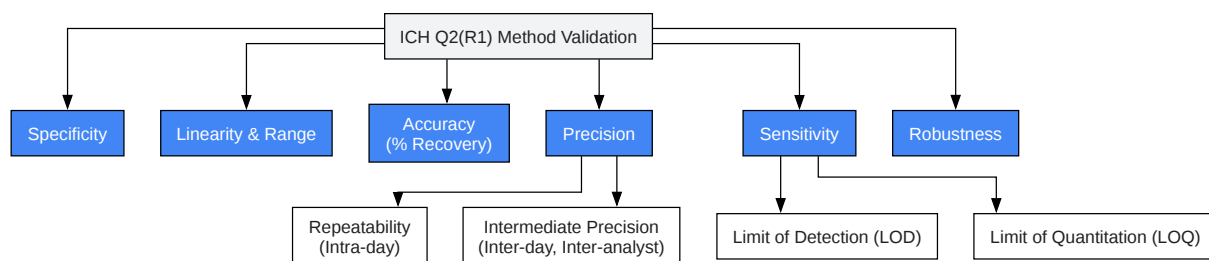 ICH Q2(R1) Method Validation
Specificity
Linearity & Range
Accuracy
(% Recovery)
Precision
Sensitivity
Robustness
Repeatability
(Intra-day)
Intermediate Precision
(Inter-day, Inter-analyst)
Limit of Detection (LOD)
Limit of Quantitation (LOQ)